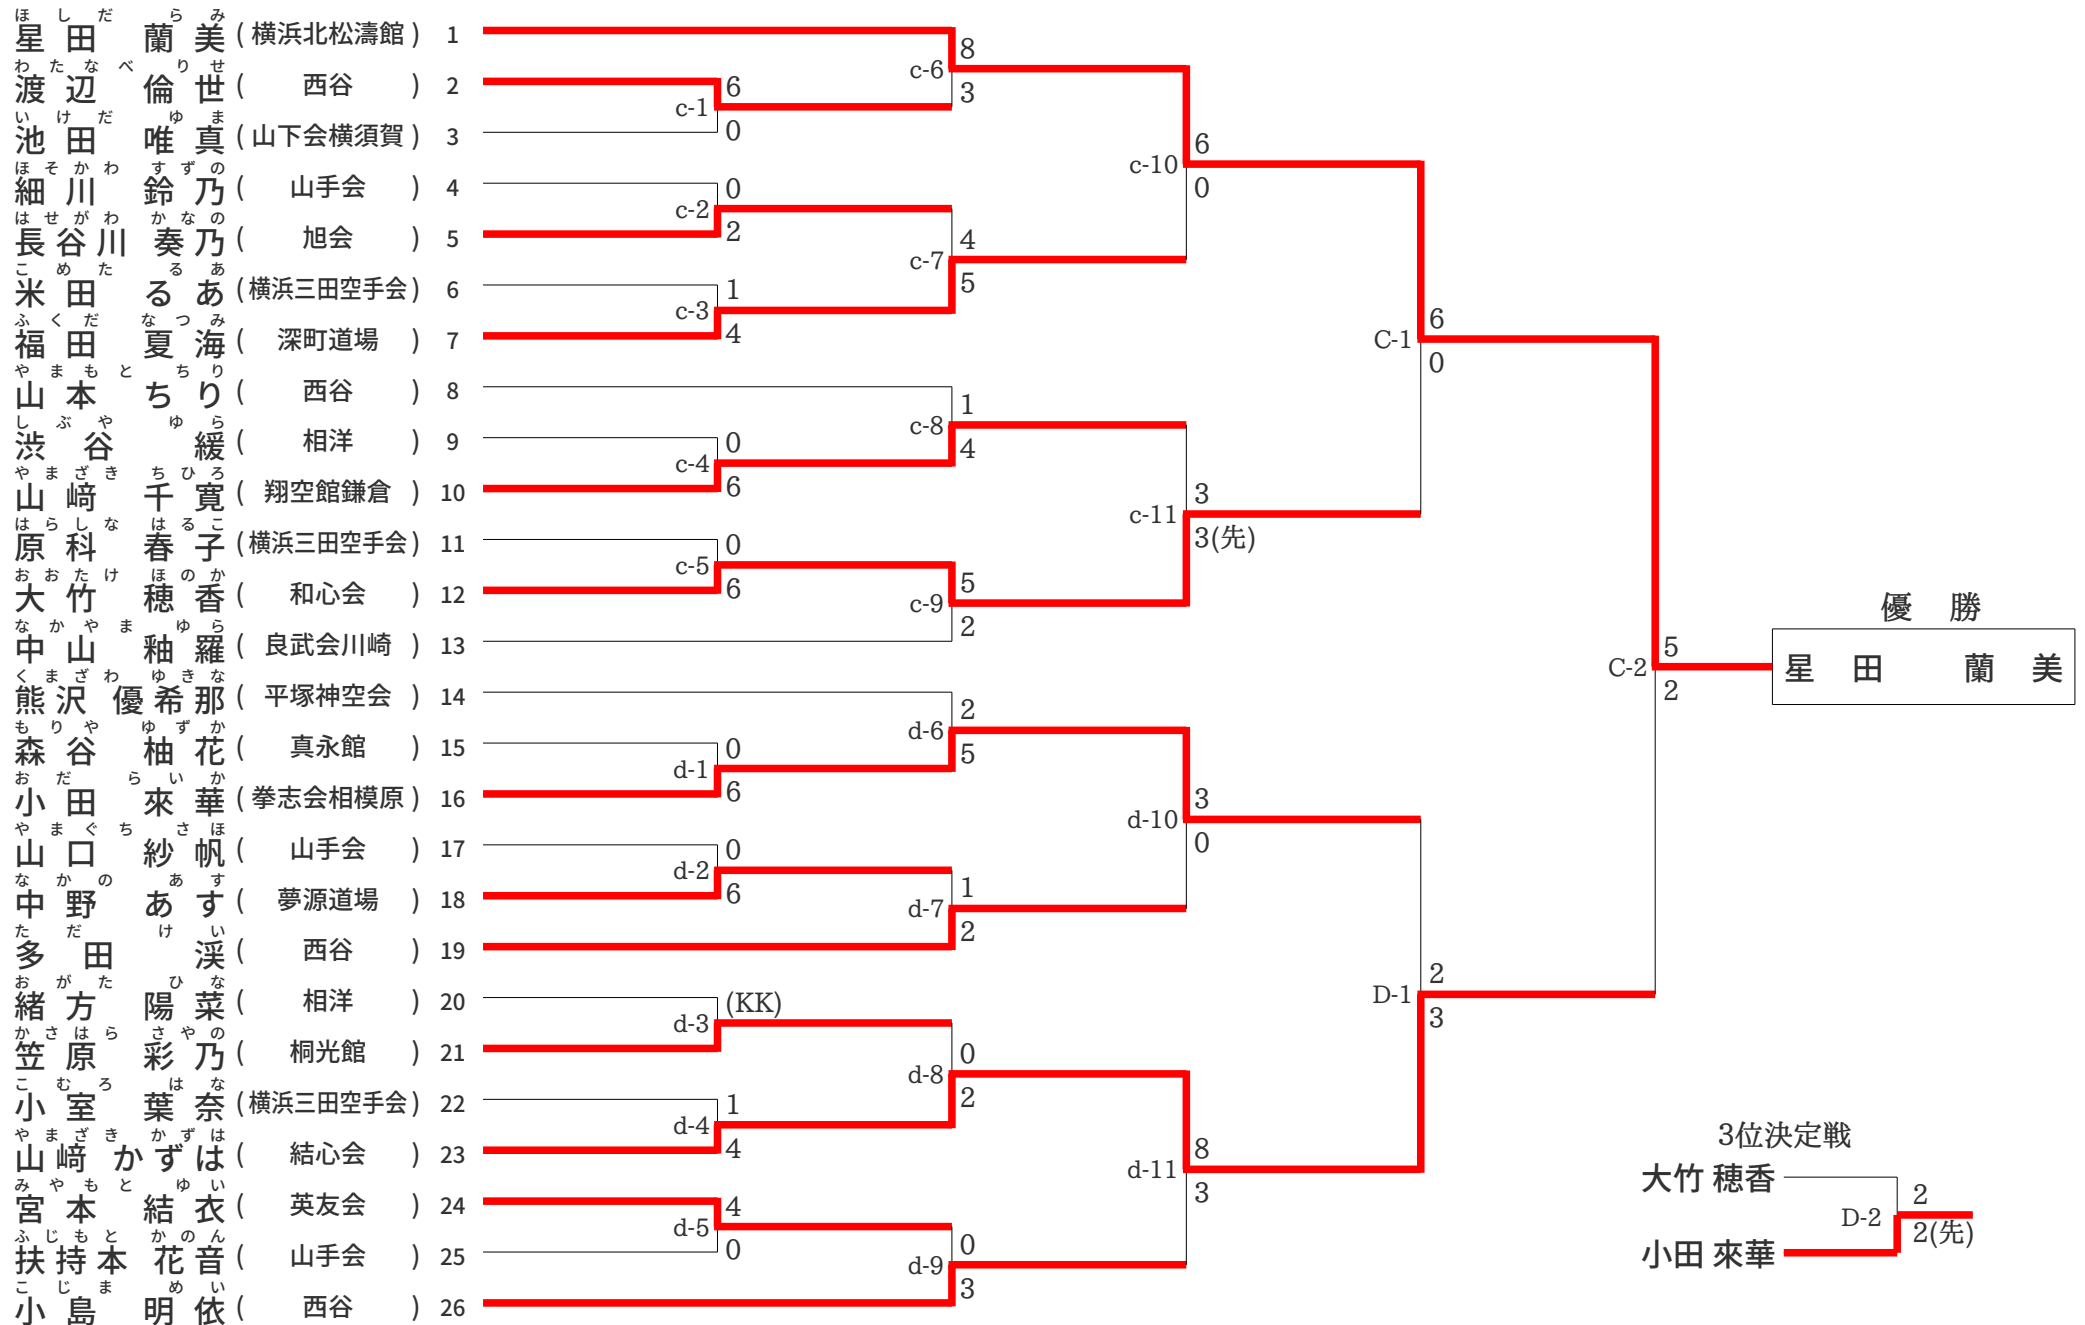 ほしだ らみ
星田 蘭美 (横浜北松濤館) 1
わたなべ りせ
渡辺 倫世 (西谷) 2
いけだ ゆま
池田 唯真 (山下会横須賀) 3
ほそかわ すずの
細川 鈴乃 (山手会) 4
はせがわ かなの
長谷川 奏乃 (旭会) 5
こめた るあ
米田 るあ (横浜三田空手会) 6
ふくだ なつみ
福田 夏海 (深町道場) 7
やまもと ちり
山本 ちり (西谷) 8
しぶや ゆら
渋谷 緩 (相洋) 9
やまざき ちひろ
山﨑 千寛 (翔空館鎌倉) 10
はらしな はるこ
原科 春子 (横浜三田空手会) 11
おおたけ ほのか
大竹 穂香 (和心会) 12
なかやま ゆら
中山 釉羅 (良武会川崎) 13
くまざわ ゆきな
熊沢 優希那 (平塚神空会) 14
もりや ゆずか
森谷 柚花 (真永館) 15
おだ らいか
小田 來華 (拳志会相模原) 16
やまぐち さほ
山口 紗帆 (山手会) 17
なかの あす
中野 あす (夢源道場) 18
ただ けい
多田 渓 (西谷) 19
おがた ひな
緒方 陽菜 (相洋) 20
かさはら さやの
笠原 彩乃 (桐光館) 21
こむろ はな
小室 葉奈 (横浜三田空手会) 22
やまざき かずは
山﨑 かずは (結心会) 23
みやもと ゆい
宮本 結衣 (英友会) 24
ふじもと かのん
扶持本 花音 (山手会) 25
こじま めい
小島 明依 (西谷) 26
c-1 6 0
c-2 0 2
c-3 1 4
c-4 0 6
c-5 0 6
d-1 0 6
d-2 0 6
d-3 (KK)
d-4 1 4
d-5 4 0
c-6 8 3
c-7 4 5
c-8 1 4
c-9 5 2
d-6 2 5
d-7 1 2
d-8 0 2
d-9 0 3
c-10 6 0
c-11 3 3(先)
d-10 3 0
d-11 8 3
C-1 6 0
D-1 2 3
C-2 5 2
優勝
星田 蘭美
3位決定戦
大竹 穂香
D-2 2 2(先)
小田 來華